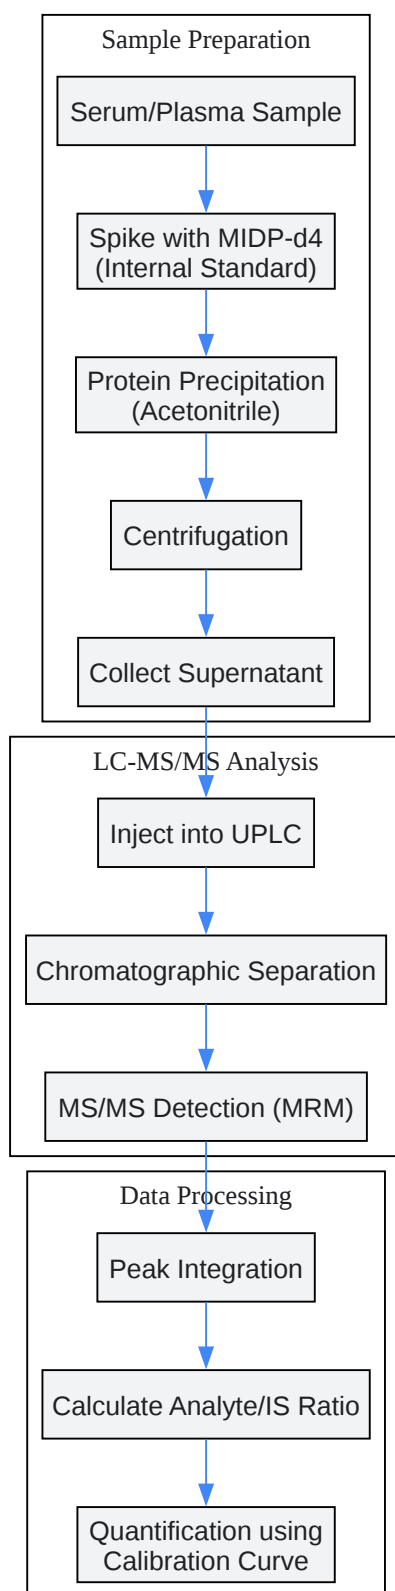 Sample Preparation
Serum/Plasma Sample
Spike with MIDP-d4
(Internal Standard)
Protein Precipitation
(Acetonitrile)
Centrifugation
Collect Supernatant
LC-MS/MS Analysis
Inject into UPLC
Chromatographic Separation
MS/MS Detection (MRM)
Data Processing
Peak Integration
Calculate Analyte/IS Ratio
Quantification using
Calibration Curve